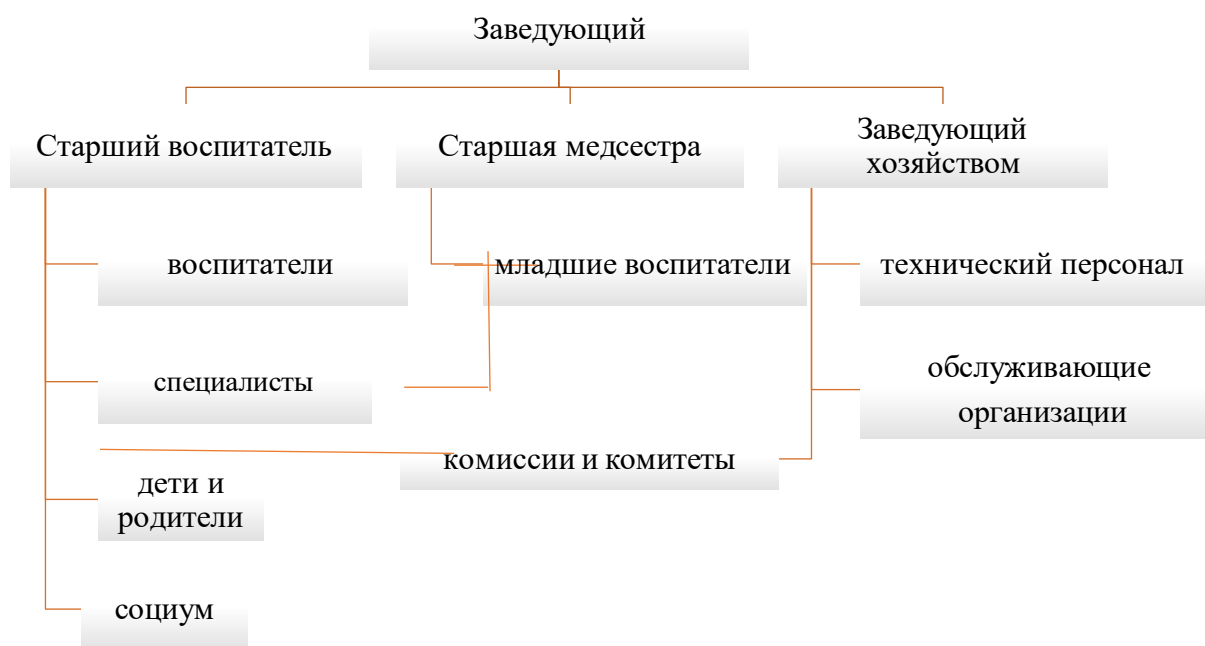 Заведующий
Старший воспитатель
Старшая медсестра
Заведующий
хозяйством
воспитатели
младшие воспитатели
технический персонал
специалисты
обслуживающие
организации
комиссии и комитеты
дети и
родители
социум